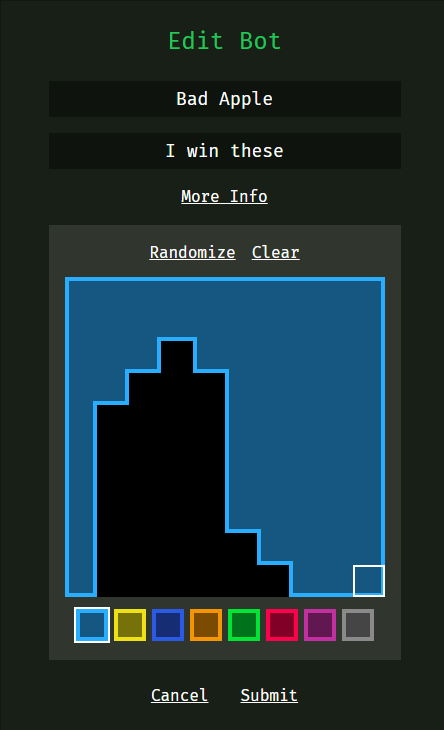 Edit Bot
Bad Apple
I win these
More Info
Randomize Clear
Cancel Submit